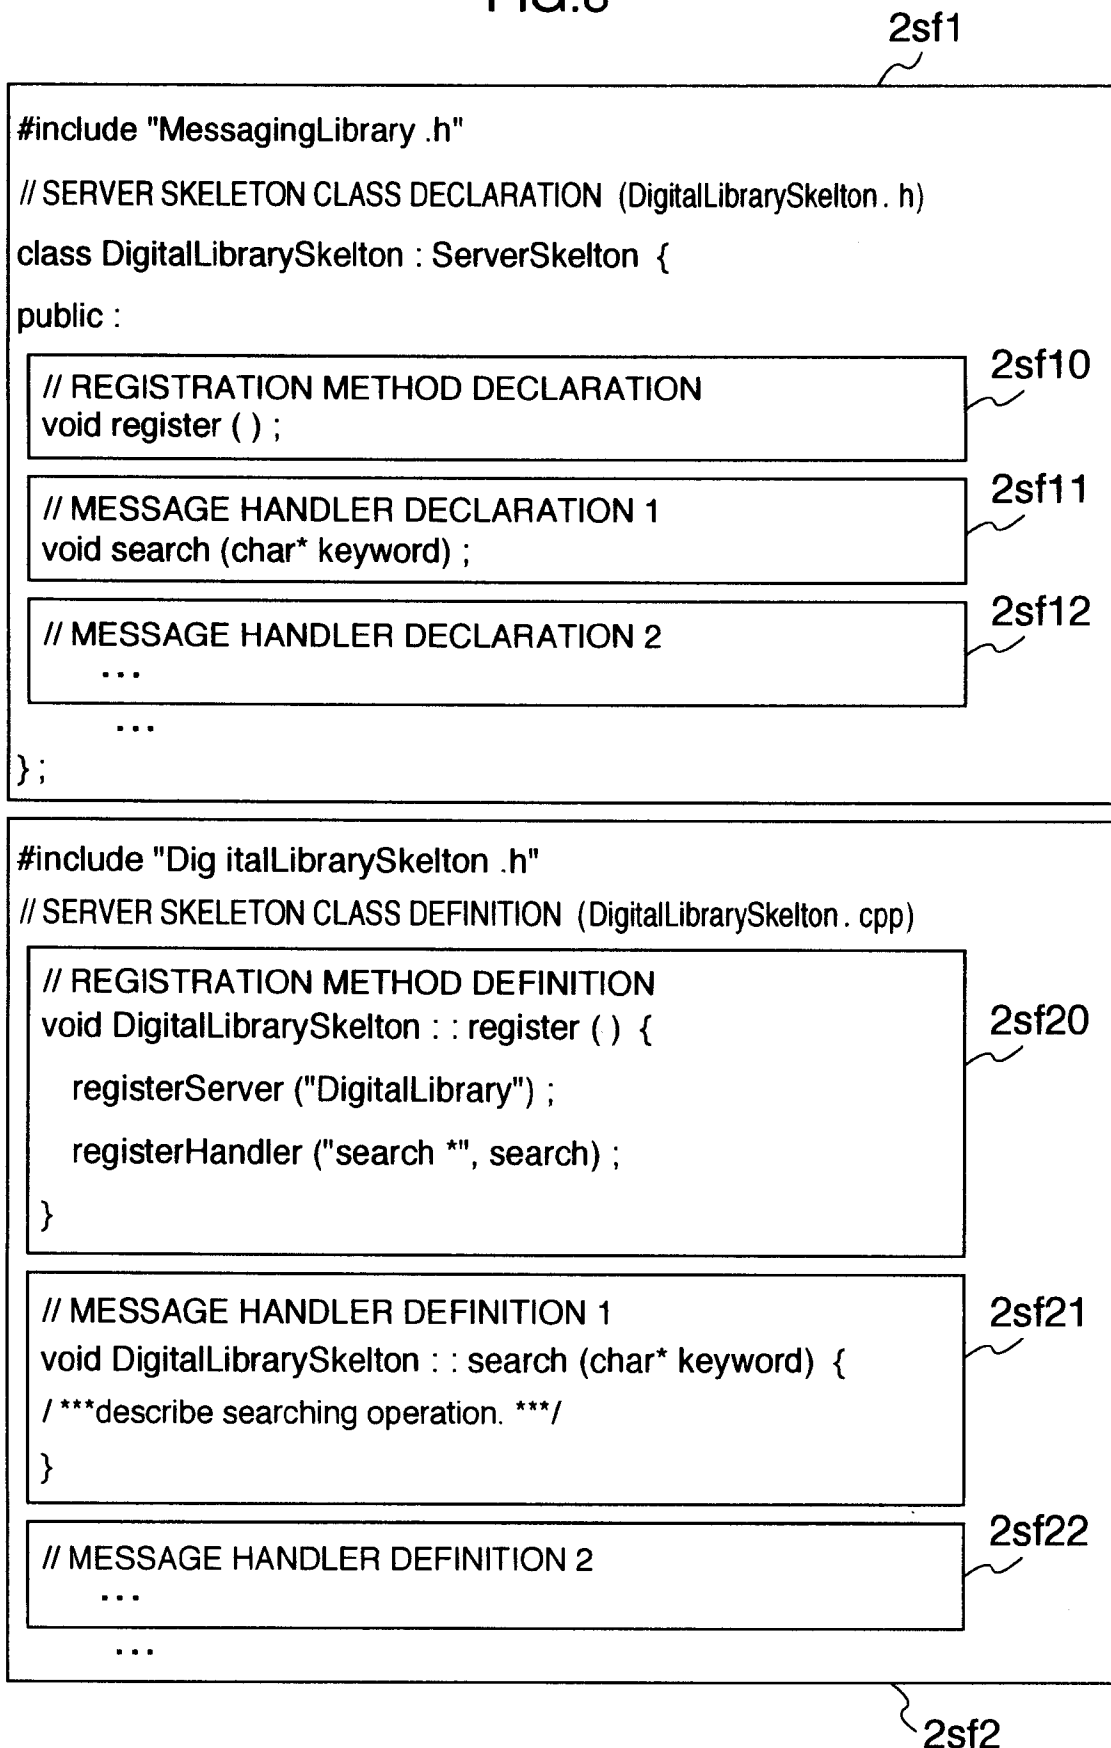 2sf1
#include "MessagingLibrary .h"
// SERVER SKELETON CLASS DECLARATION (DigitalLibrarySkelton. h)
class DigitalLibrarySkelton : ServerSkelton {
public :
2sf10
// REGISTRATION METHOD DECLARATION
void register ( ) ;
2sf11
// MESSAGE HANDLER DECLARATION 1
void search (char* keyword) ;
2sf12
// MESSAGE HANDLER DECLARATION 2
...
...
} ;
#include "Dig italLibrarySkelton .h"
// SERVER SKELETON CLASS DEFINITION (DigitalLibrarySkelton. cpp)
// REGISTRATION METHOD DEFINITION
void DigitalLibrarySkelton : : register ( ) {
2sf20
registerServer ("DigitalLibrary") ;
registerHandler ("search *", search) ;
}
// MESSAGE HANDLER DEFINITION 1
2sf21
void DigitalLibrarySkelton : : search (char* keyword) {
/ ***describe searching operation. ***/
}
2sf22
// MESSAGE HANDLER DEFINITION 2
...
...
2sf2